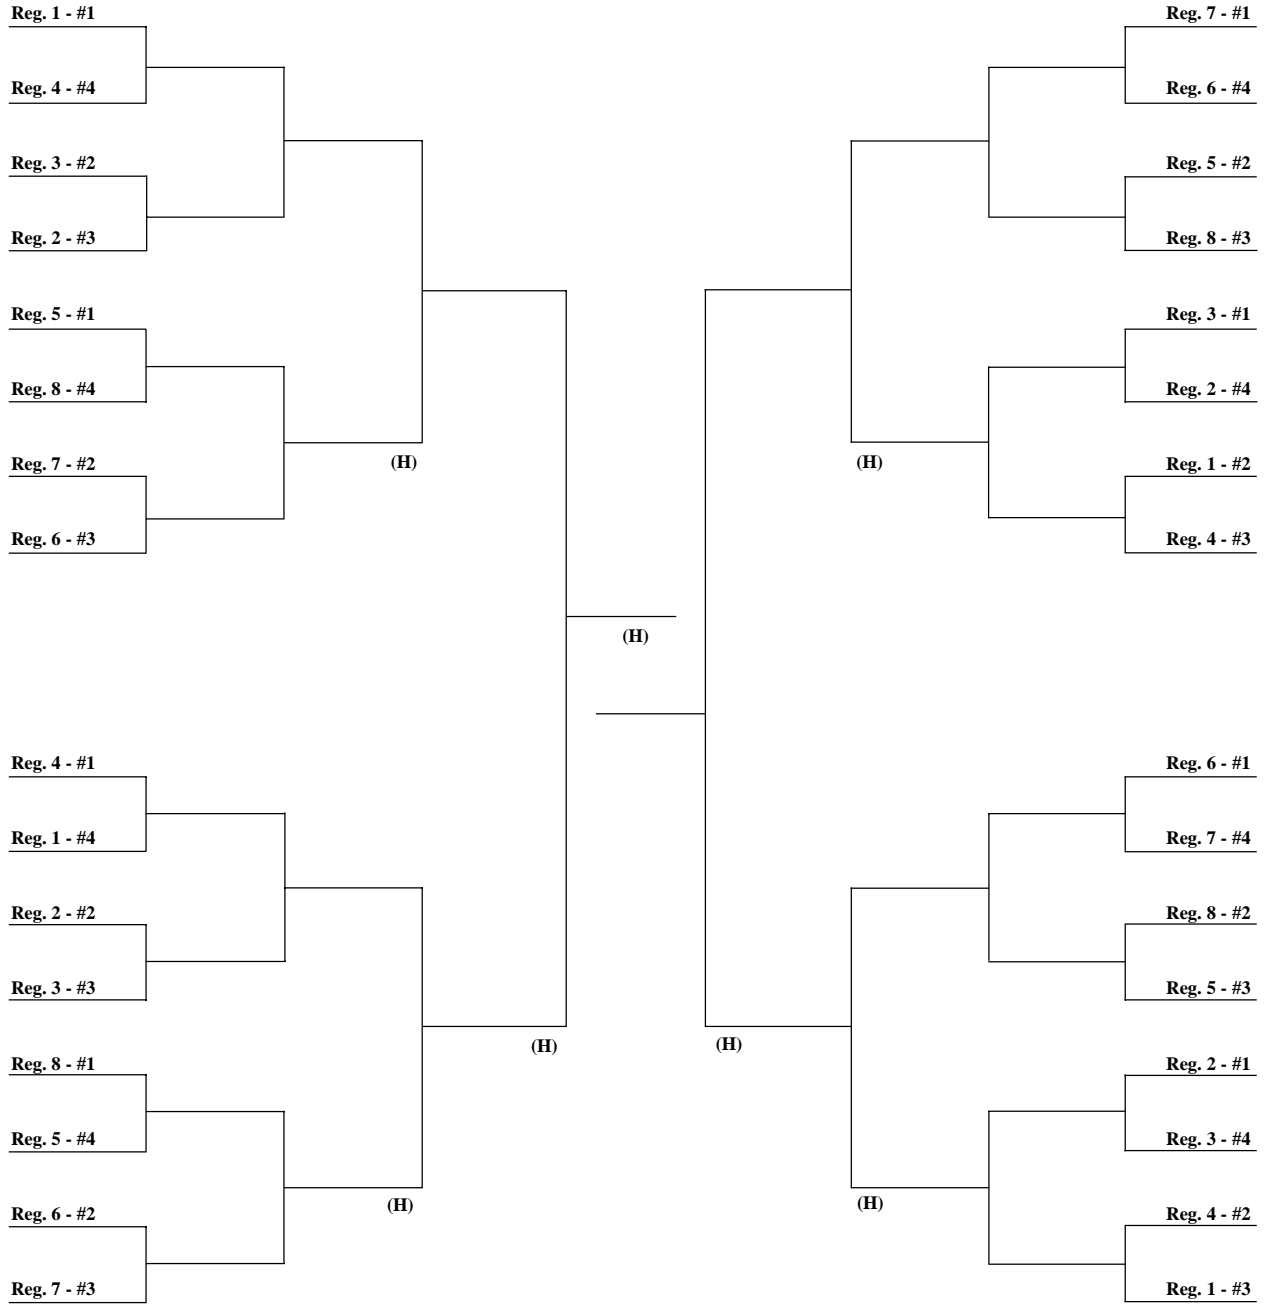 Reg. 1 - #1
Reg. 4 - #4
Reg. 3 - #2
Reg. 2 - #3
Reg. 5 - #1
Reg. 8 - #4
Reg. 7 - #2
(H)
Reg. 6 - #3
(H)
Reg. 4 - #1
Reg. 1 - #4
Reg. 2 - #2
Reg. 3 - #3
(H)
Reg. 8 - #1
Reg. 5 - #4
(H)
Reg. 6 - #2
Reg. 7 - #3
Reg. 7 - #1
Reg. 6 - #4
Reg. 5 - #2
Reg. 8 - #3
Reg. 3 - #1
Reg. 2 - #4
(H)
Reg. 1 - #2
Reg. 4 - #3
Reg. 6 - #1
Reg. 7 - #4
Reg. 8 - #2
Reg. 5 - #3
(H)
Reg. 2 - #1
Reg. 3 - #4
(H)
Reg. 4 - #2
Reg. 1 - #3